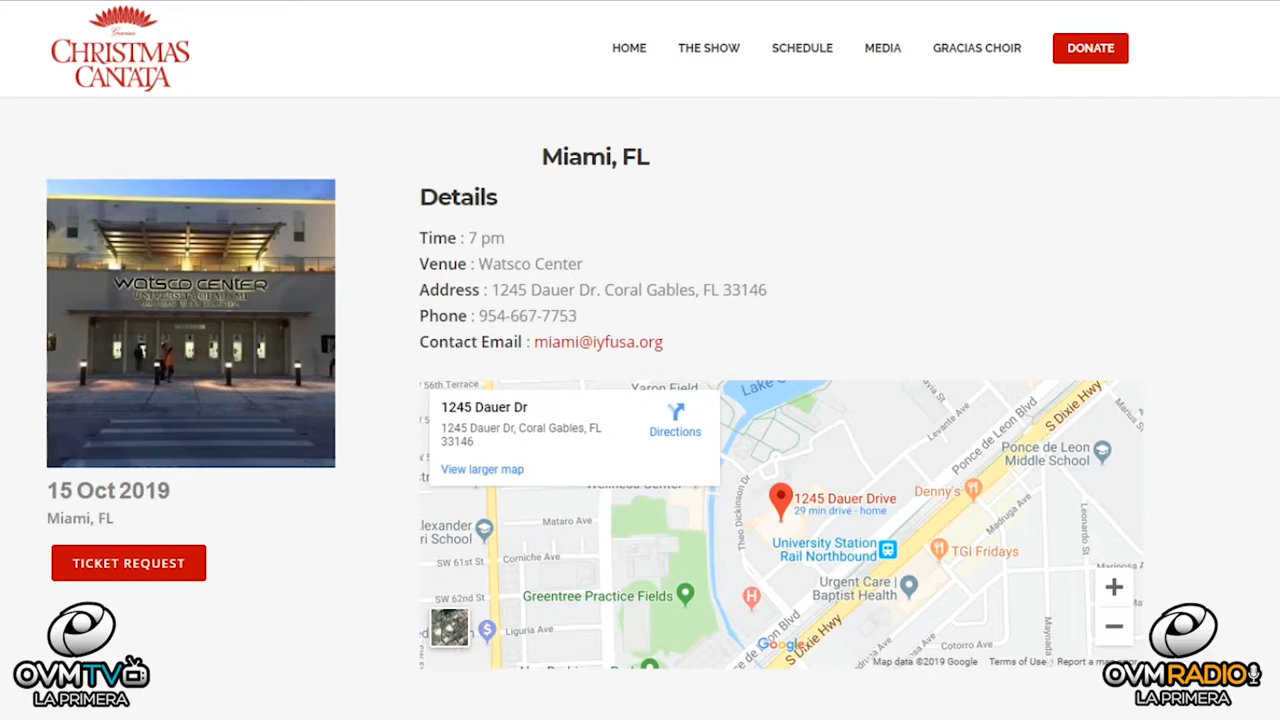 Gracias
CHRISTMAS
CANTATA
HOME
THE SHOW
SCHEDULE
MEDIA
GRACIAS CHOIR
DONATE
Miami, FL
Details
Time : 7 pm
Venue : Watsco Center
Address : 1245 Dauer Dr. Coral Gables, FL 33146
Phone : 954-667-7753
Contact Email : miami@iyfusa.org
WATSCO CENTER
UNIVERSITY OF MIAMI
15 Oct 2019
Miami, FL
TICKET REQUEST
56th Terrace
Yaron Field
Lake
1245 Dauer Dr
1245 Dauer Dr, Coral Gables, FL
33146
Directions
View larger map
Wellness Center
S Dixie Hwy
Levante Ave
Ponce de Leon Blvd
Ponce de Leon
Middle School
Denny's
1245 Dauer Drive
29 min drive - home
Theo Dickinson Dr
Madruga Ave
Leonardo St
Mataro Ave
Corniche Ave
SW 61st St
SW 62nd St
Liguria Ave
University Station
Rail Northbound
TGI Fridays
Urgent Care |
Baptist Health
Greentree Practice Fields
H
+
−
Google
S Dixie Hwy
Cotorro Ave
Maynada
Map data ©2019 Google
Terms of Use
OVMTV
LA PRIMERA
OVMRADIO
LA PRIMERA